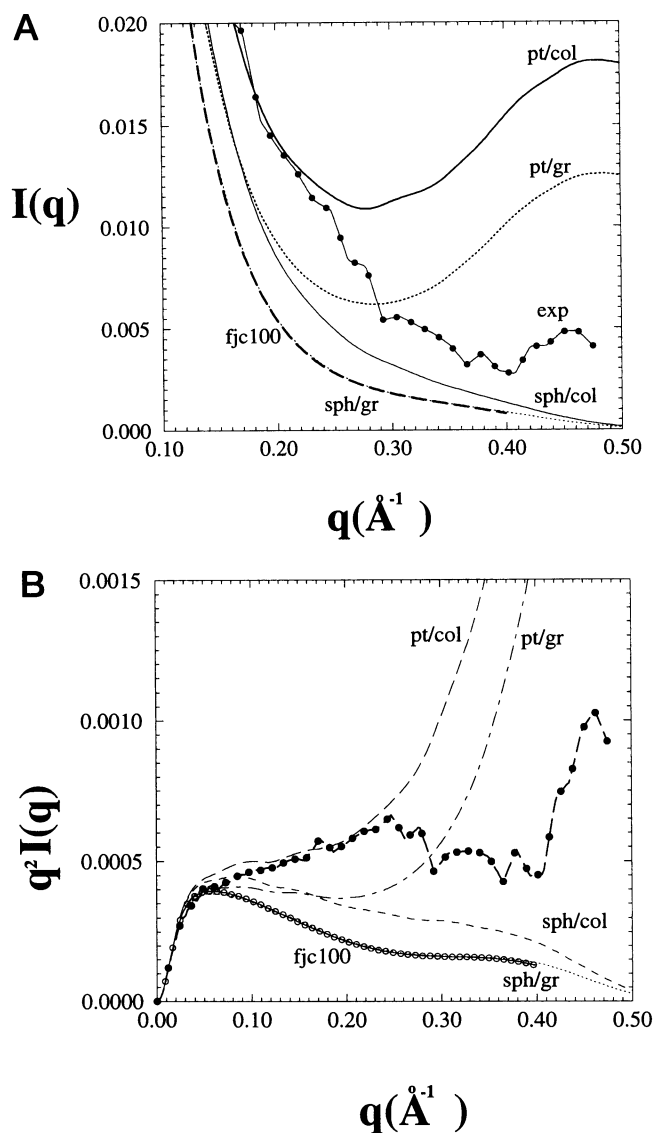 A
0.020
pt/col
0.015
pt/gr
I(q)
0.010
exp
0.005
fjc100
sph/col
sph/gr
0.000
0.10 0.20 0.30 0.40 0.50
q(Å⁻¹)
B
0.0015
pt/col
pt/gr
0.0010
q² I(q)
0.0005
sph/col
fjc100
sph/gr
0.0000
0.00 0.10 0.20 0.30 0.40 0.50
q(Å⁻¹)